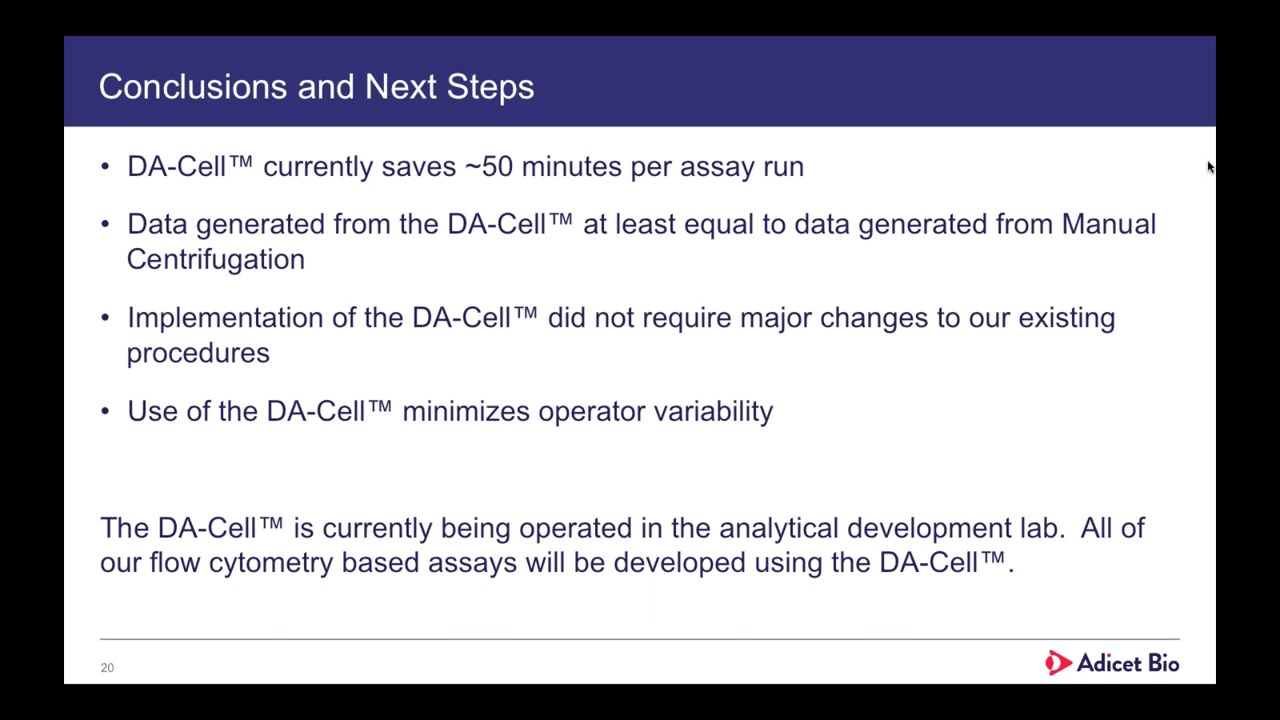 Conclusions and Next Steps
• DA-Cell™ currently saves ~50 minutes per assay run
• Data generated from the DA-Cell™ at least equal to data generated from Manual
Centrifugation
• Implementation of the DA-Cell™ did not require major changes to our existing
procedures
• Use of the DA-Cell™ minimizes operator variability
The DA-Cell™ is currently being operated in the analytical development lab.  All of
our flow cytometry based assays will be developed using the DA-Cell™.
20
Adicet Bio